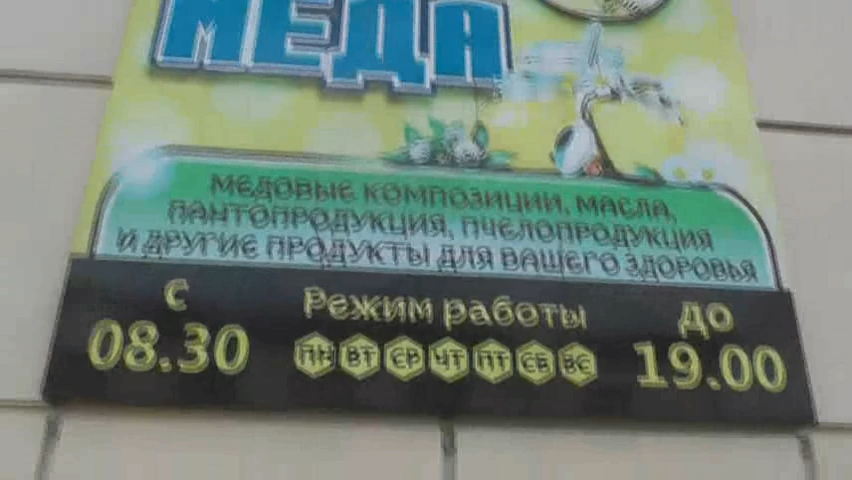 МЕДА
МЕДОВЫЕ КОМПОЗИЦИИ, МАСЛА,
ПАНТОПРОДУКЦИЯ, ПЧЕЛОПРОДУКЦИЯ
И ДРУГИЕ ПРОДУКТЫ ДЛЯ ВАШЕГО ЗДОРОВЬЯ
С Режим работы ДО
08.30 ПН ВТ СР ЧТ ПТ СБ ВС 19.00